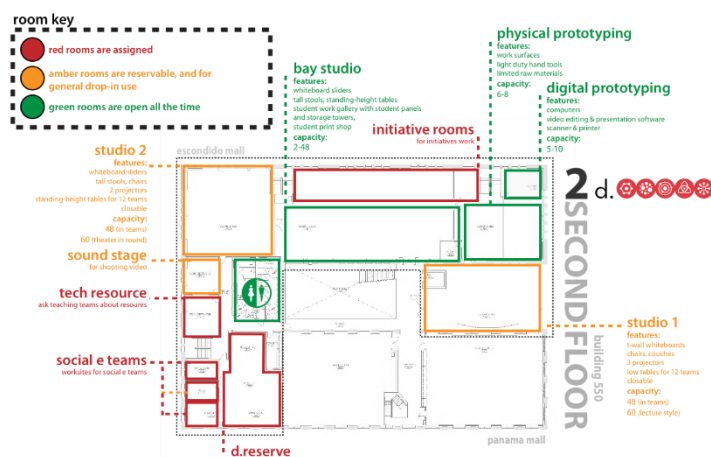 room key
red rooms are assigned
amber rooms are reservable, and for
general drop-in use
green rooms are open all the time
bay studio
features:
whiteboard sliders
tall stools, standing-height tables
student work gallery with student panels
and storage towers,
student print shop
capacity:
2-48
physical prototyping
features:
work surfaces
light duty hand tools
limited raw materials
capacity:
6-8
digital prototyping
features:
computers
video editing & presentation software
scanner & printer
capacity:
5-10
initiative rooms
for initiatives work
escondido mall
studio 2
features:
whiteboard sliders
tall stools, chairs
2 projectors
standing-height tables for 12 teams
closable
capacity:
48 (in teams)
60 (theater in round)
sound stage
for shooting video
tech resource
ask teaching teams about resoures
social e teams
worksites for social e teams
d.reserve
2 d.
SECOND FLOOR
building 550
studio 1
features:
t-wall whiteboards
chairs, couches
3 projectors
low tables for 12 teams
closable
capacity:
48 (in teams)
60 (lecture style)
panama mall